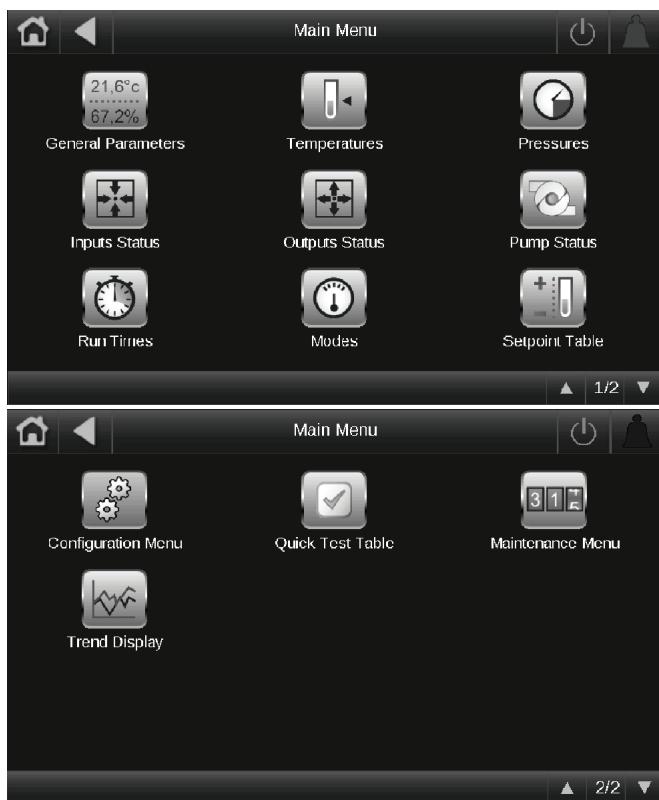 Main Menu
21,6°c
67,2%
General Parameters
Temperatures
Pressures
Inputs Status
Outputs Status
Pump Status
Run Times
Modes
Setpoint Table
1/2
Main Menu
3 1
5
Configuration Menu
Quick Test Table
Maintenance Menu
Trend Display
2/2